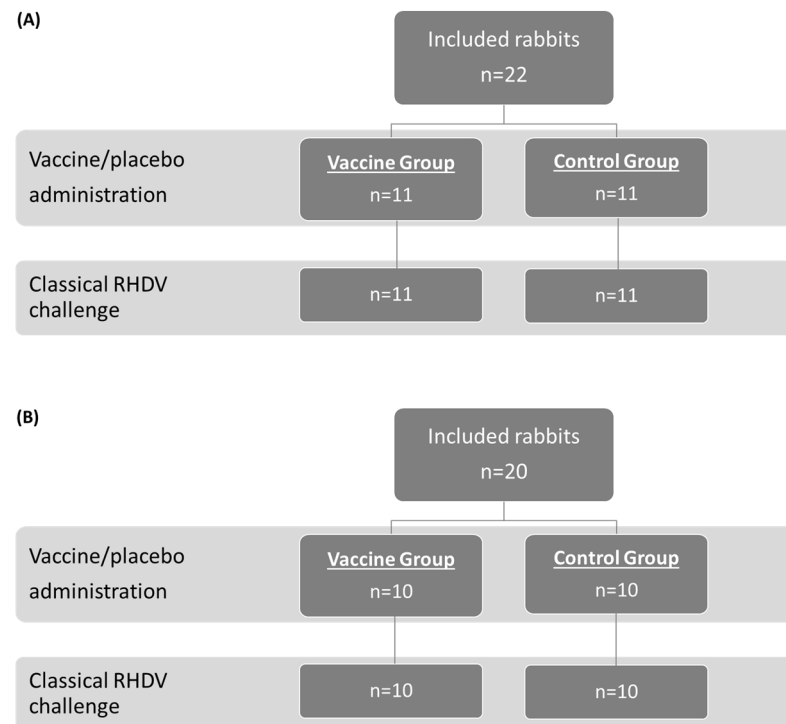 (A)
Included rabbits
n=22
Vaccine/placebo
administration
Vaccine Group
n=11
Control Group
n=11
Classical RHDV
challenge
n=11
n=11
(B)
Included rabbits
n=20
Vaccine/placebo
administration
Vaccine Group
n=10
Control Group
n=10
Classical RHDV
challenge
n=10
n=10